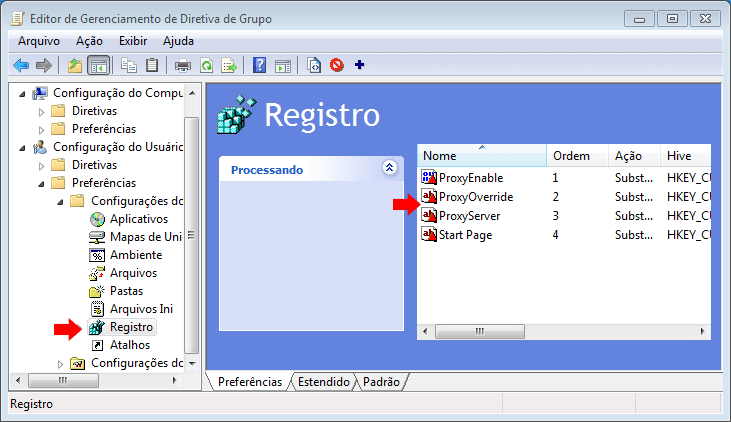 Editor de Gerenciamento de Diretiva de Grupo
Arquivo Ação Exibir Ajuda
Configuração do Compu
Diretivas
Preferências
Configuração do Usuário
Diretivas
Preferências
Configurações do
Aplicativos
Mapas de Uni
Ambiente
Arquivos
Pastas
Arquivos Ini
Registro
Atalhos
Configurações do
Registro
Processando
Nome Ordem Ação Hive
ProxyEnable 1 Subst... HKEY_CU
ProxyOverride 2 Subst... HKEY_CU
ProxyServer 3 Subst... HKEY_CU
Start Page 4 Subst... HKEY_CU
Preferências Estendido Padrão
Registro